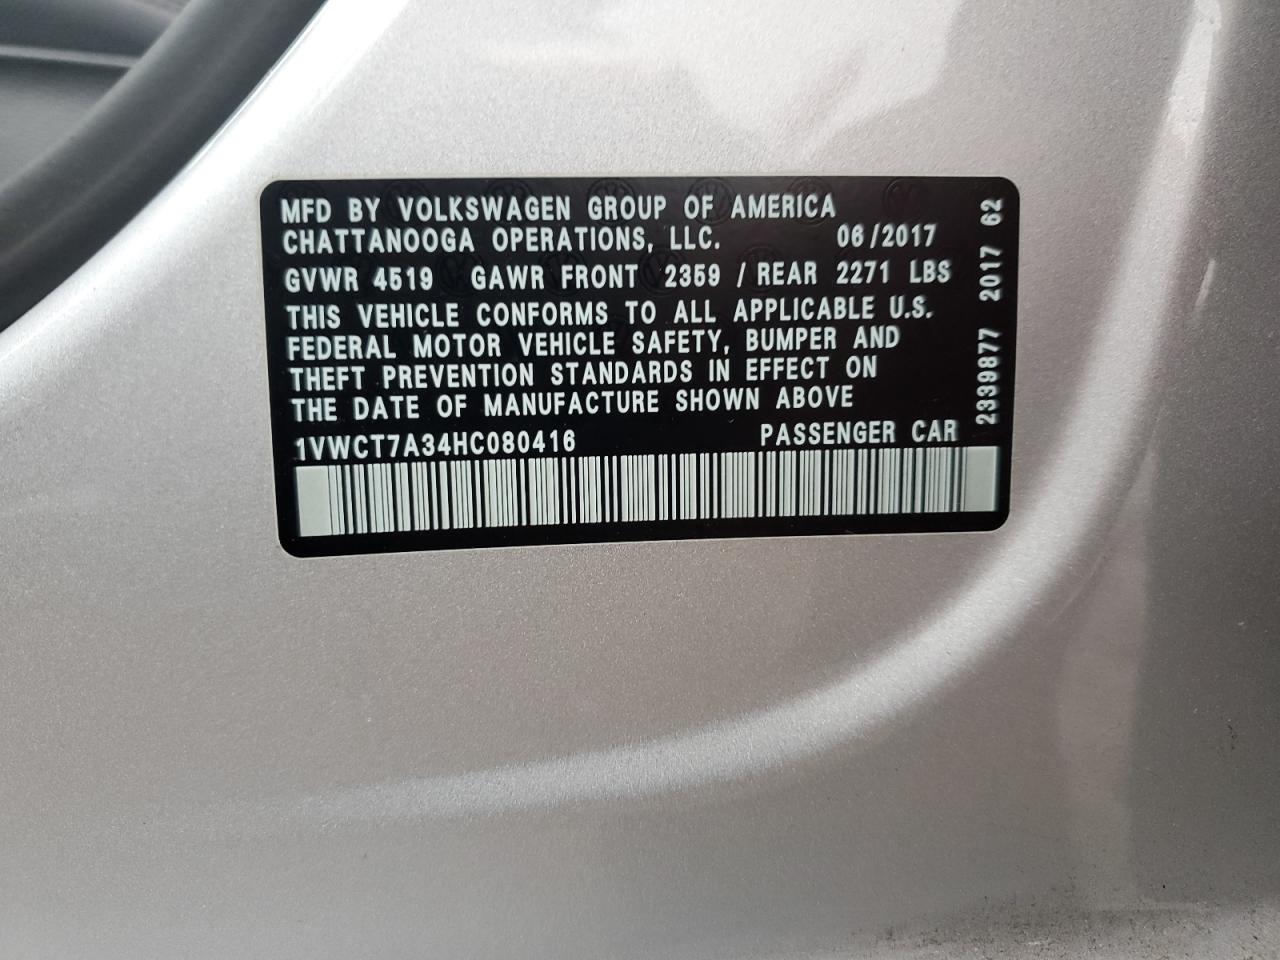 MFD BY VOLKSWAGEN GROUP OF AMERICA
CHATTANOOGA OPERATIONS, LLC. 06/2017
GVWR 4519 GAWR FRONT 2359 / REAR 2271 LBS
THIS VEHICLE CONFORMS TO ALL APPLICABLE U.S.
FEDERAL MOTOR VEHICLE SAFETY, BUMPER AND
THEFT PREVENTION STANDARDS IN EFFECT ON
THE DATE OF MANUFACTURE SHOWN ABOVE
1VWCT7A34HC080416 PASSENGER CAR
2339877 2017 62